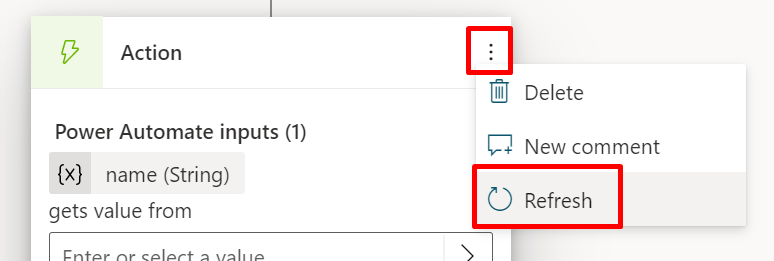 Action
Delete
New comment
Refresh
Power Automate inputs (1)
{x} name (String)
gets value from
Enter or select a value